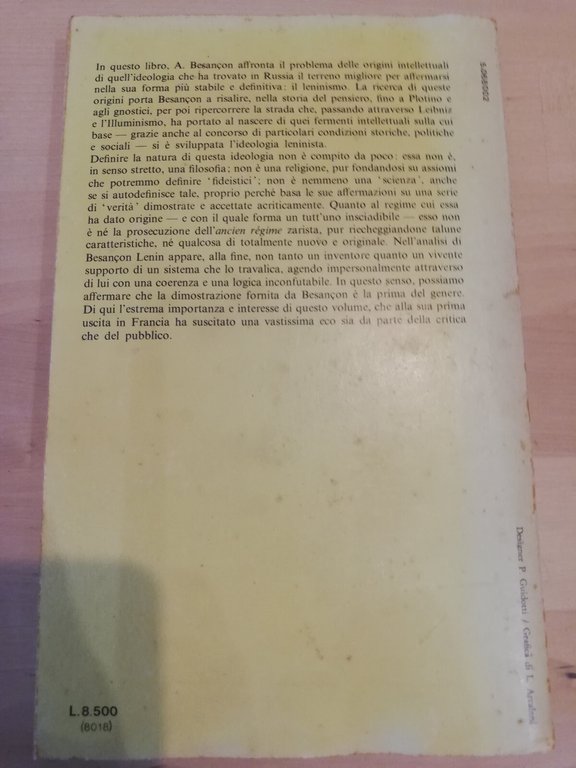 In questo libro, A. Besançon affronta il problema delle origini intellettuali
di quell'ideologia che ha trovato in Russia il terreno migliore per affermarsi
nella sua forma più stabile e definitiva: il leninismo. La ricerca di queste
origini porta Besançon a risalire, nella storia del pensiero, fino a Plotino e
agli gnostici, per poi ripercorrere la strada che, passando attraverso Leibniz
e l'Illuminismo, ha portato al nascere di quei fermenti intellettuali sulla cui
base — grazie anche al concorso di particolari condizioni storiche, politiche
e sociali — si è sviluppata l'ideologia leninista.
Definire la natura di questa ideologia non è compito da poco: essa non è,
in senso stretto, una filosofia; non è una religione, pur fondandosi su assiomi
che potremmo definire 'fideistici'; non è nemmeno una 'scienza', anche
se si autodefinisce tale, proprio perché basa le sue affermazioni su una serie
di 'verità' dimostrate e accettate acriticamente. Quanto al regime cui essa
ha dato origine — e con il quale forma un tutt'uno inscindibile — esso non
è né la prosecuzione dell'ancien régime zarista, pur riecheggiandone talune
caratteristiche, né qualcosa di totalmente nuovo e originale. Nell'analisi di
Besançon Lenin appare, alla fine, non tanto un inventore quanto un vivente
supporto di un sistema che lo travalica, agendo impersonalmente attraverso
di lui con una coerenza e una logica inconfutabile. In questo senso, possiamo
affermare che la dimostrazione fornita da Besançon è la prima del genere.
Di qui l'estrema importanza e interesse di questo volume, che alla sua prima
uscita in Francia ha suscitato una vastissima eco sia da parte della critica
che del pubblico.
Designer P. Guidotti / Grafica di L.
L.8.500
(8018)